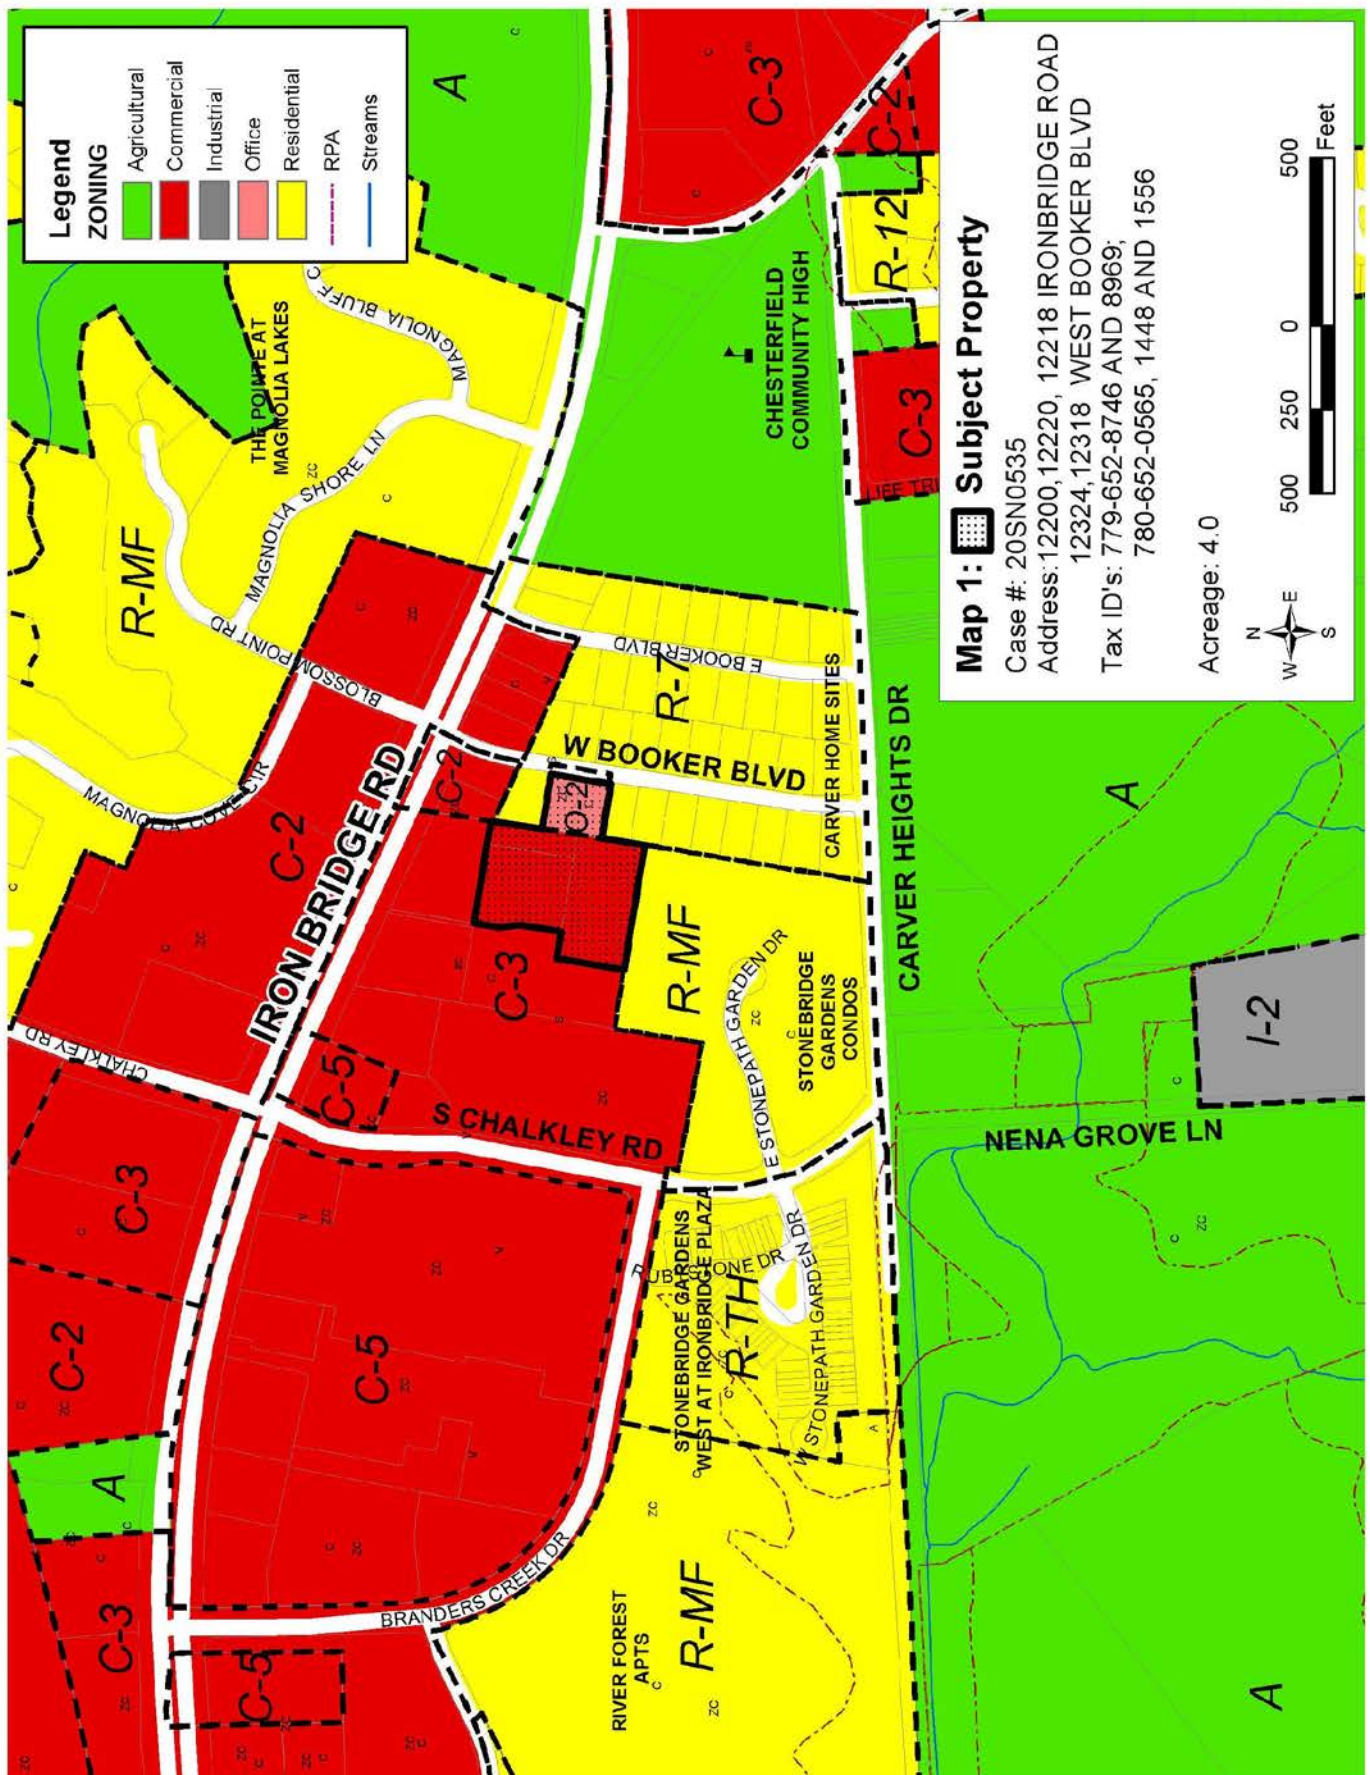 Legend
ZONING
Agricultural
Commercial
Industrial
Office
Residential
RPA
Streams
A
C-3
C-2
R-12
C-3
CHESTERFIELD
COMMUNITY HIGH
THE POINTE AT
MAGNOLIA LAKES
MAGNOLIA BLUFF C
MAGNOLIA SHORE LN
R-MF
BLOSSOM POINT RD
MAGNOLIA COVE CIR
C-2
IRON BRIDGE RD
C-2
W BOOKER BLVD
R-7
E BOOKER BLVD
CARVER HOME SITES
O-2
C-3
C-5
S CHALKLEY RD
CHALKLEY RD
R-MF
E STONEPATH GARDEN DR
STONEBRIDGE
GARDENS
CONDOS
CARVER HEIGHTS DR
A
I-2
NENA GROVE LN
C-3
C-2
A
C-3
C-5
C-5
BRANDERS CREEK DR
STONEBRIDGE GARDENS
WEST AT IRONBRIDGE PLAZA
R-TH
W STONEPATH GARDEN DR
RIVER FOREST
APTS
R-MF
A
Map 1: Subject Property
Case #: 20SN0535
Address:12200,12220, 12218 IRONBRIDGE ROAD
12324,12318 WEST BOOKER BLVD
Tax ID's: 779-652-8746 AND 8969;
780-652-0565, 1448 AND 1556
Acreage: 4.0
N
W E
S
500 250 0 500
Feet